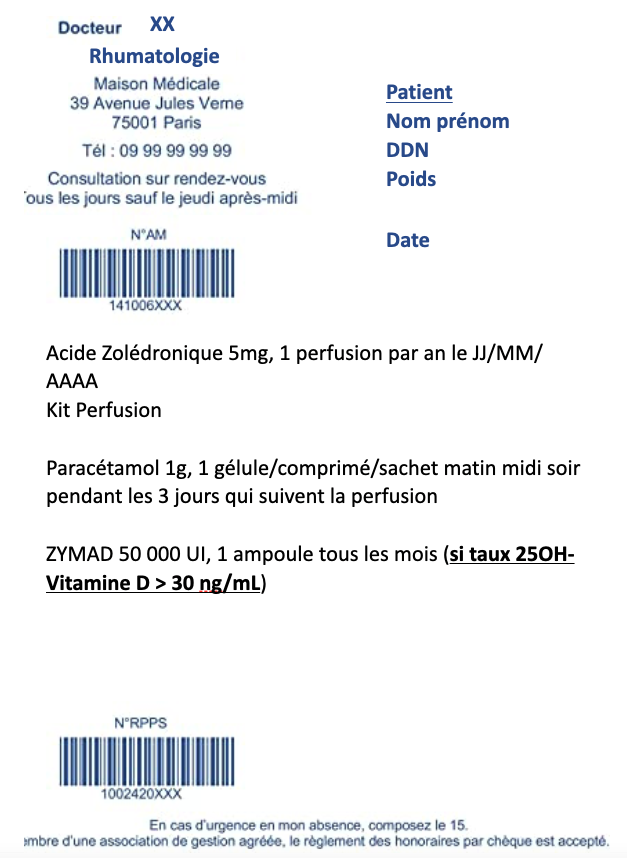 Docteur XX
Rhumatologie
Maison Médicale
39 Avenue Jules Verne
75001 Paris
Tél : 09 99 99 99 99
Consultation sur rendez-vous
ous les jours sauf le jeudi après-midi
N°AM
141006XXX
Patient
Nom prénom
DDN
Poids
Date
Acide Zolédronique 5mg, 1 perfusion par an le JJ/MM/
AAAA
Kit Perfusion
Paracétamol 1g, 1 gélule/comprimé/sachet matin midi soir
pendant les 3 jours qui suivent la perfusion
ZYMAD 50 000 UI, 1 ampoule tous les mois (si taux 25OH-
Vitamine D > 30 ng/mL)
N°RPPS
1002420XXX
En cas d'urgence en mon absence, composez le 15.
embre d'une association de gestion agréée, le règlement des honoraires par chèque est accepté.